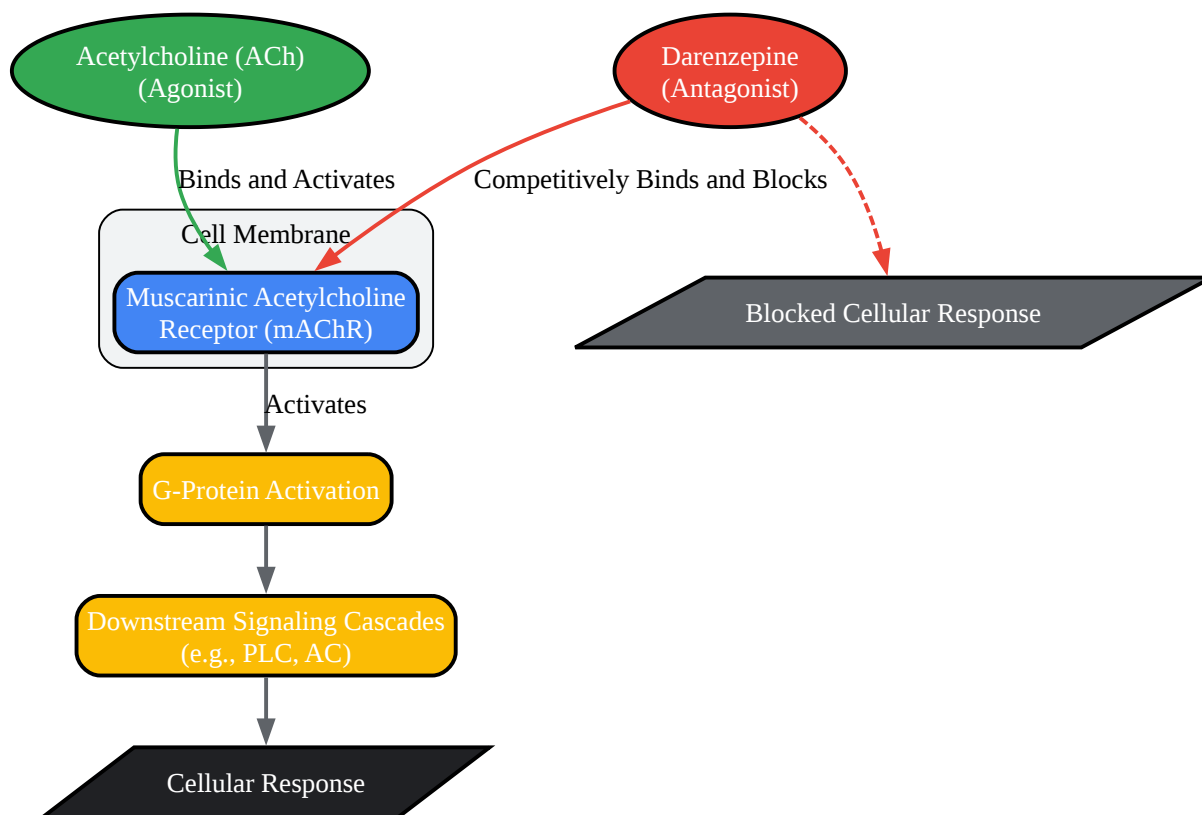 Acetylcholine (ACh)
(Agonist)
Darenzepine
(Antagonist)
Binds and Activates
Competitively Binds and Blocks
Cell Membrane
Muscarinic Acetylcholine
Receptor (mAChR)
Blocked Cellular Response
Activates
G-Protein Activation
Downstream Signaling Cascades
(e.g., PLC, AC)
Cellular Response